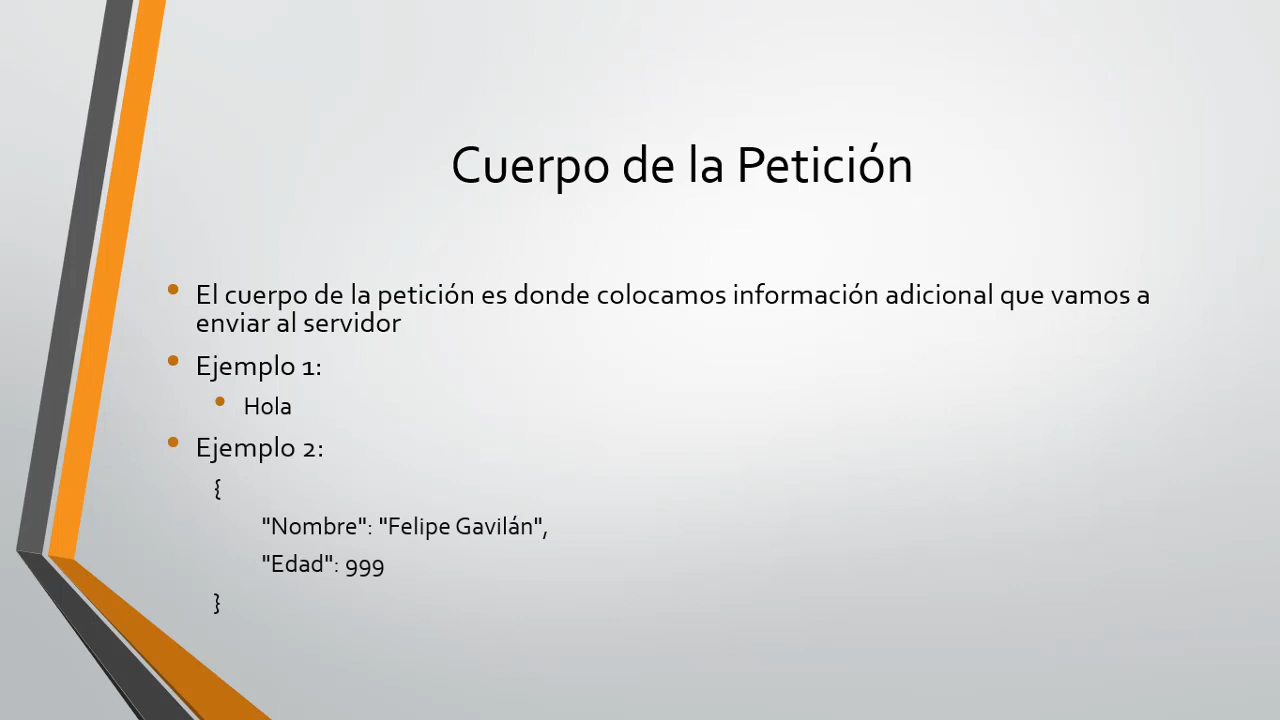 Cuerpo de la Petición
El cuerpo de la petición es donde colocamos información adicional que vamos a
enviar al servidor
Ejemplo 1:
Hola
Ejemplo 2:
{
"Nombre": "Felipe Gavilán",
"Edad": 999
}